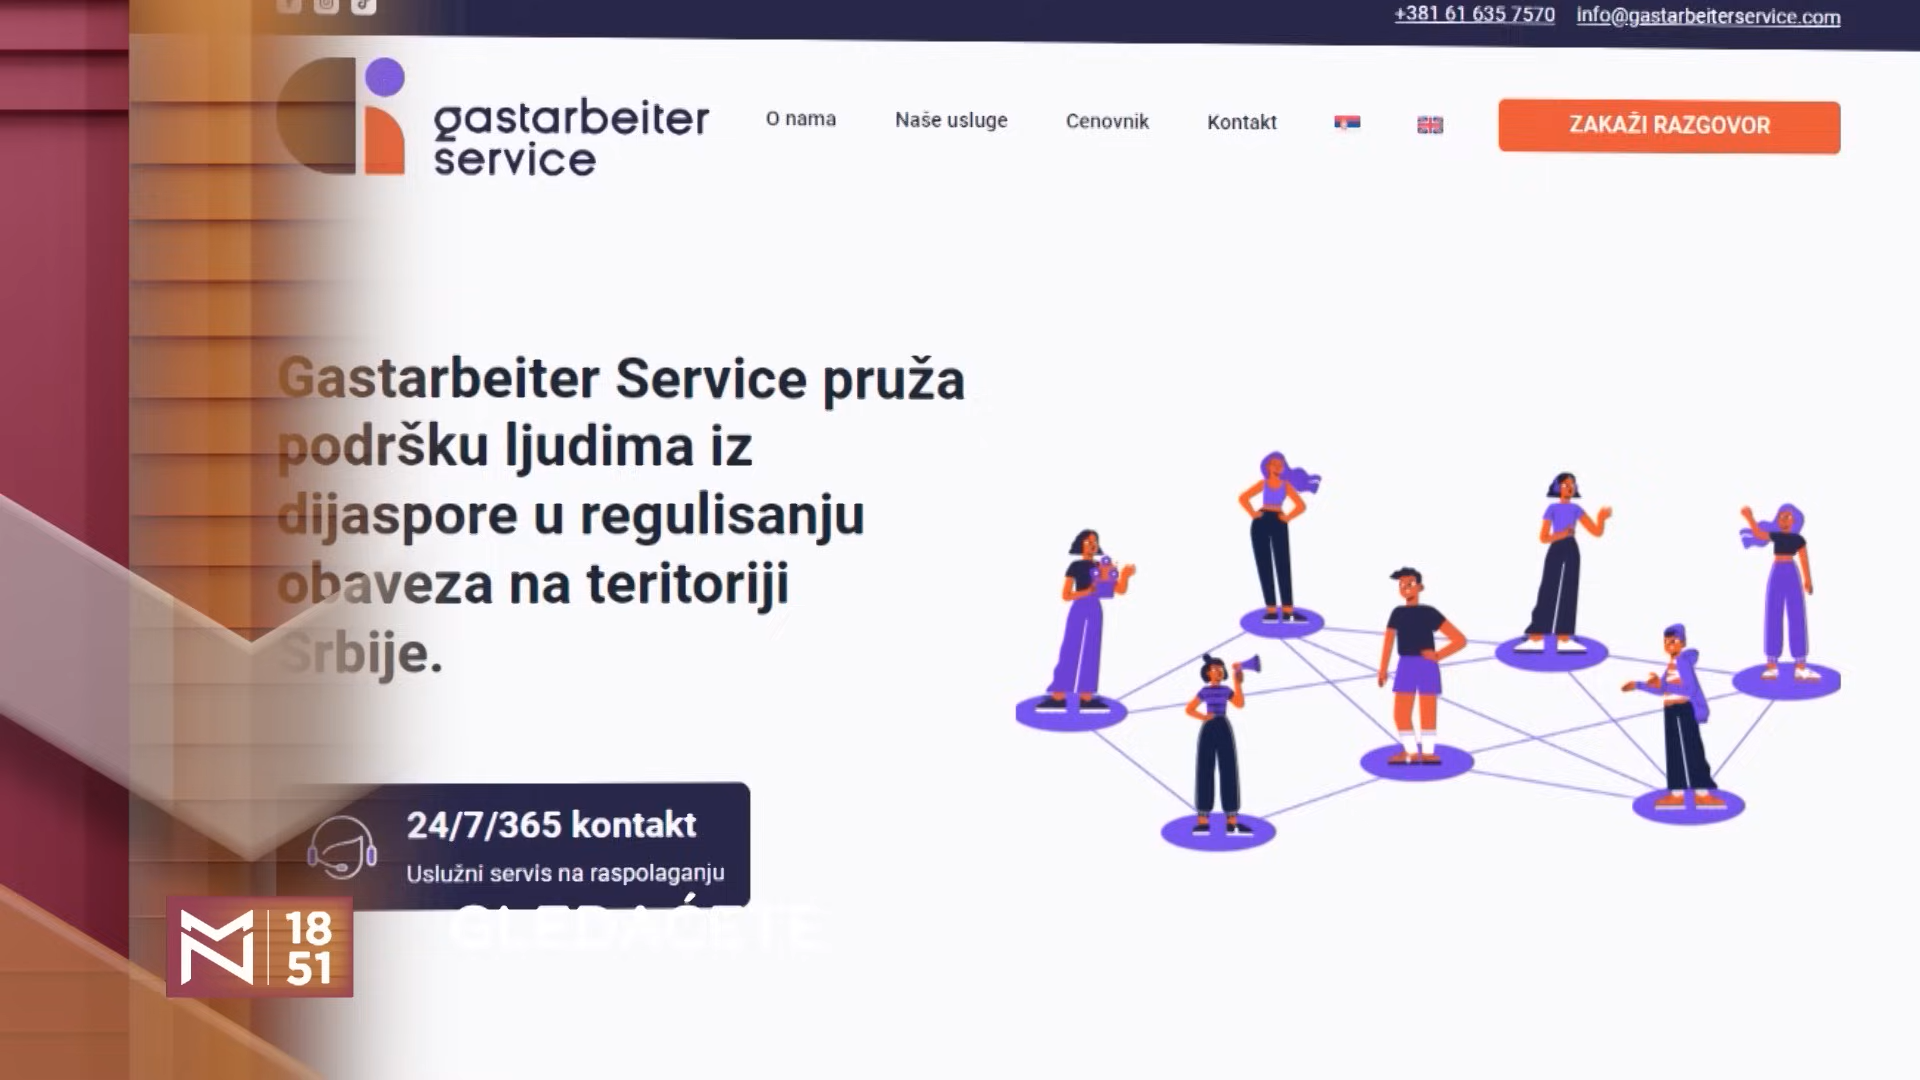 +381 61 635 7570 info@gastarbeiterservice.com
gastarbeiter
service
O nama Naše usluge Cenovnik Kontakt ZAKAŽI RAZGOVOR
Gastarbeiter Service pruža
podršku ljudima iz
dijaspore u regulisanju
obaveza na teritoriji
Srbije.
24/7/365 kontakt
Uslužni servis na raspolaganju
GLEDAĆETE
18
51